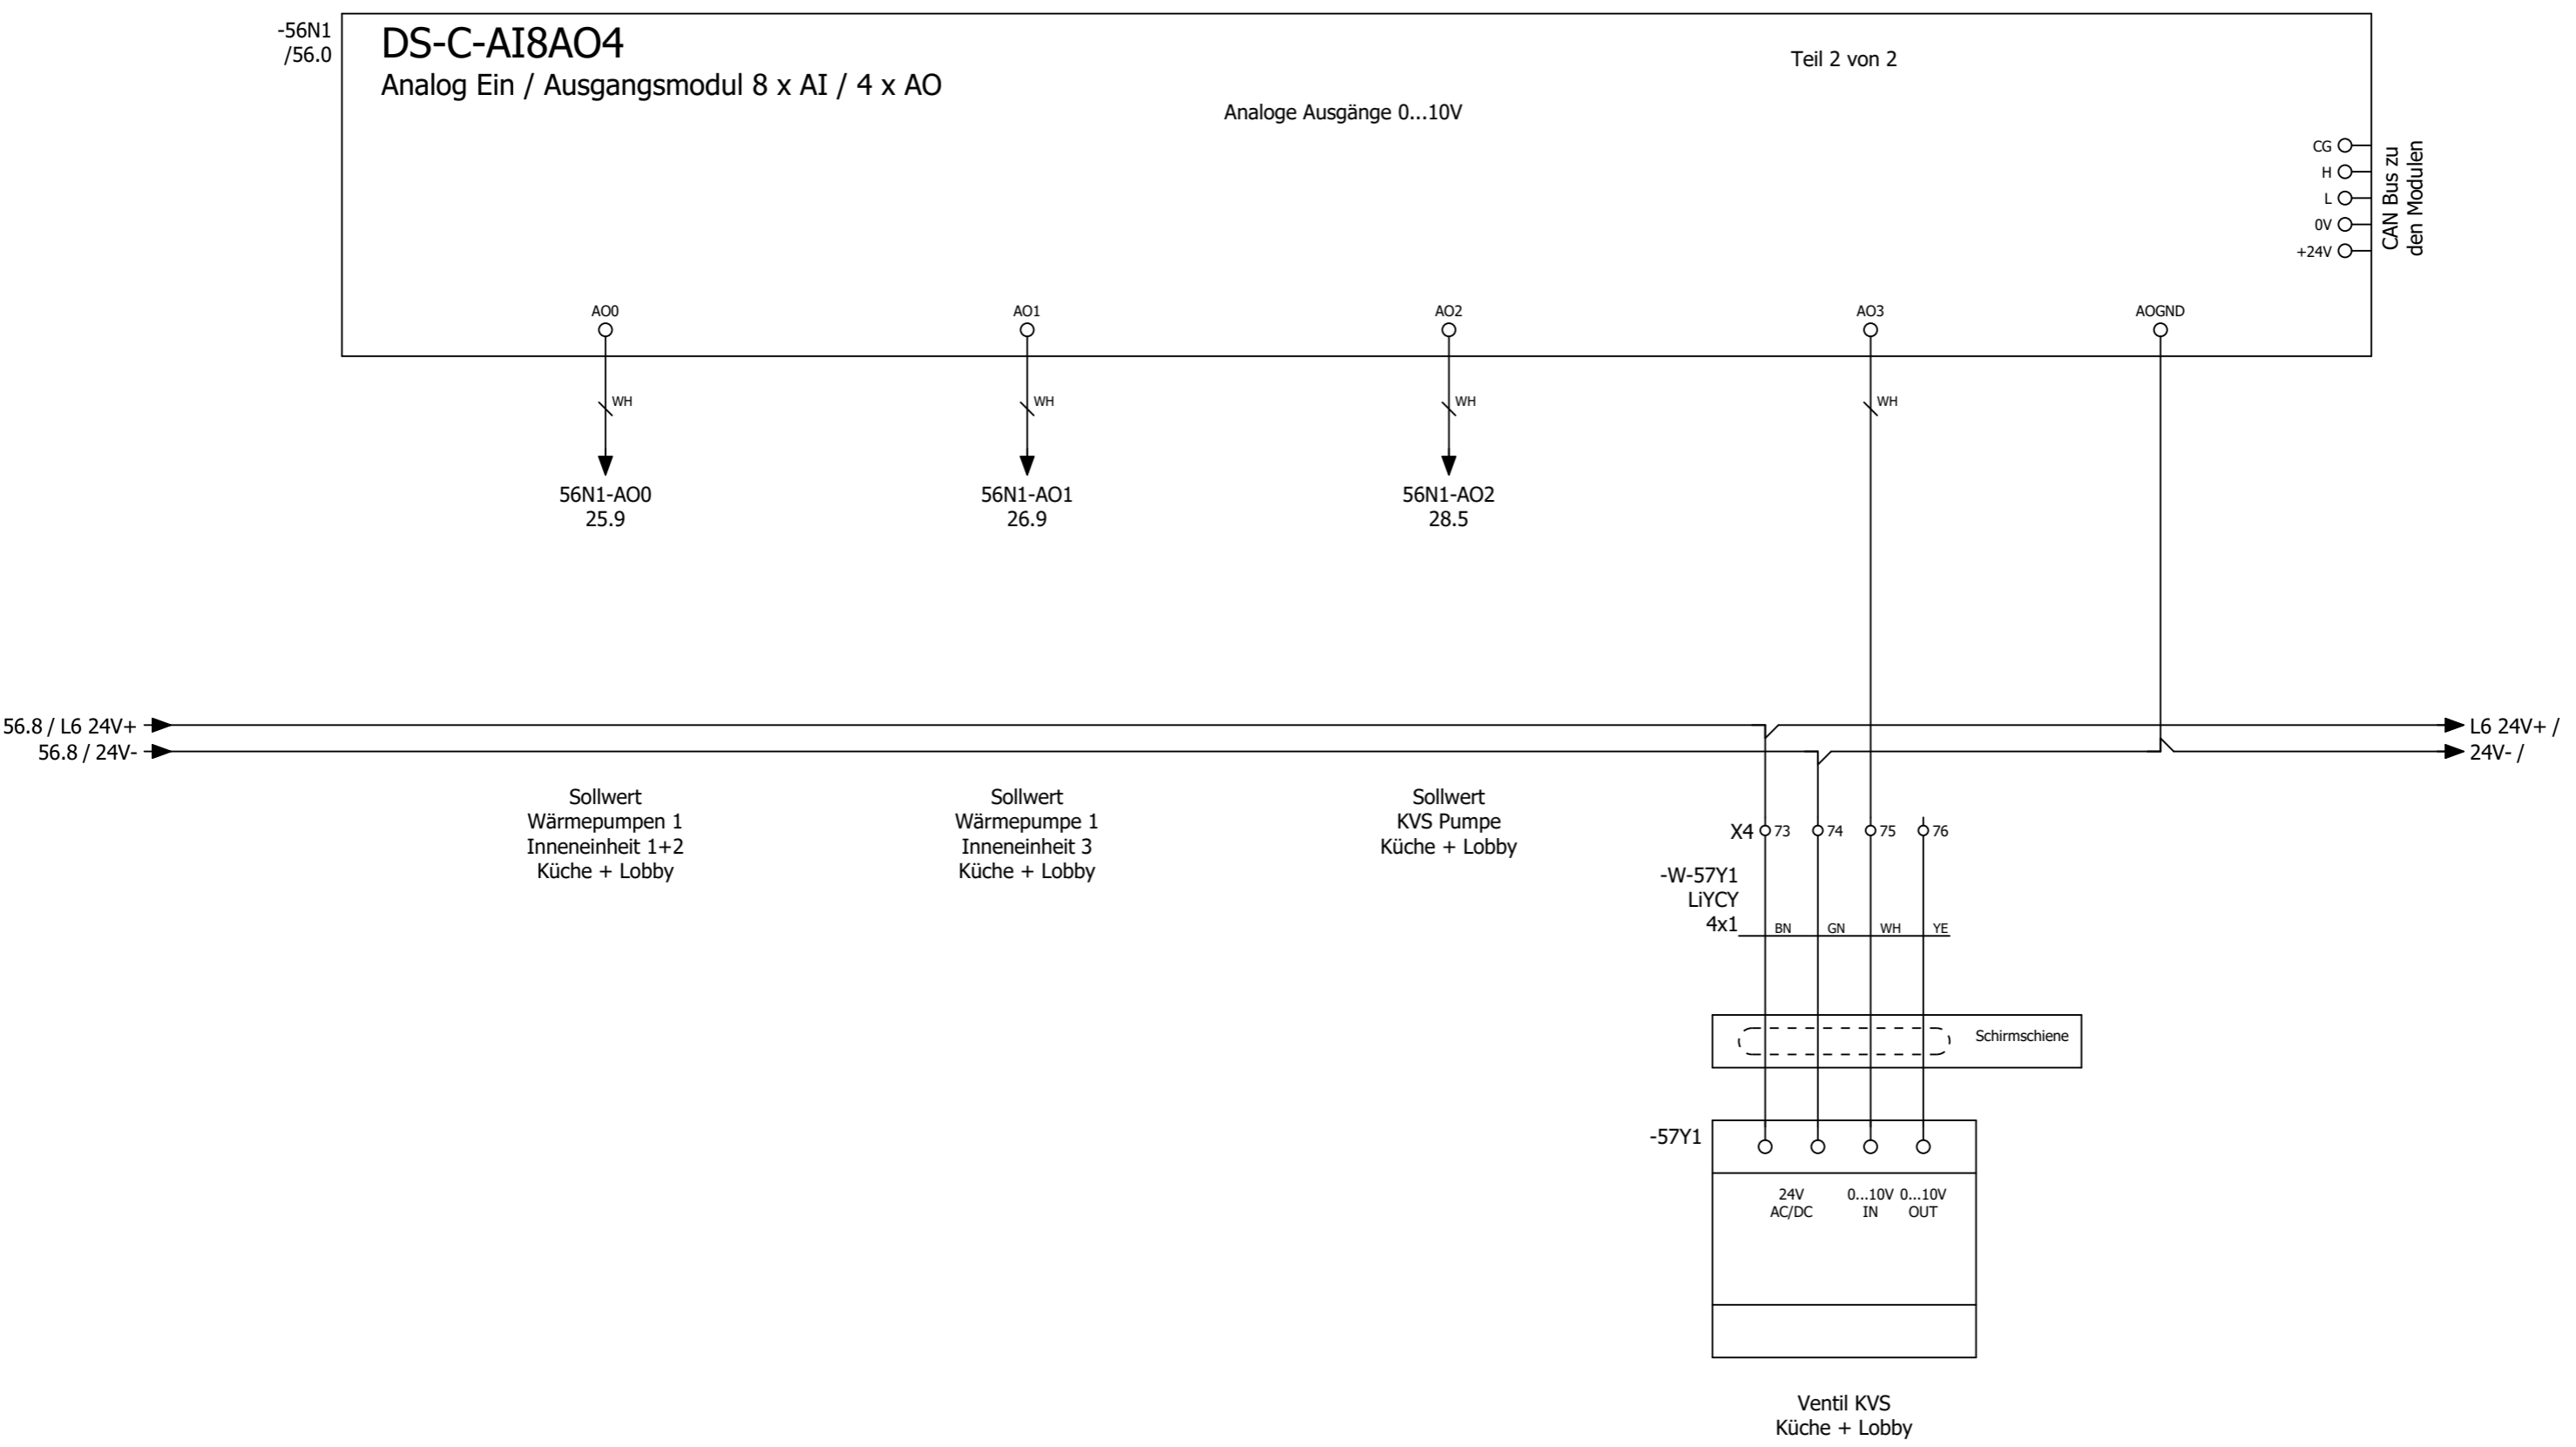 -56N1
/56.0
DS-C-AI8AO4
Analog Ein / Ausgangsmodul 8 x AI / 4 x AO
Teil 2 von 2
Analoge Ausgänge 0...10V
CG
H
L
0V
+24V
CAN Bus zu
den Modulen
AO0
AO1
AO2
AO3
AOGND
WH
WH
WH
WH
56N1-AO0
25.9
56N1-AO1
26.9
56N1-AO2
28.5
56.8 / L6 24V+
L6 24V+ /
56.8 / 24V-
24V- /
Sollwert
Wärmepumpen 1
Inneneinheit 1+2
Küche + Lobby
Sollwert
Wärmepumpe 1
Inneneinheit 3
Küche + Lobby
Sollwert
KVS Pumpe
Küche + Lobby
X4 73 74 75 76
-W-57Y1
LiYCY
4x1
BN GN WH YE
Schirmschiene
-57Y1
24V
AC/DC
0...10V
IN
0...10V
OUT
Ventil KVS
Küche + Lobby